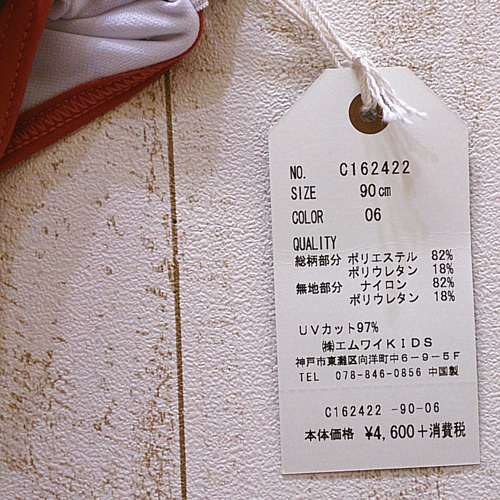 NO. C162422
SIZE 90cm
COLOR 06
QUALITY
総柄部分 ポリエステル 82%
ポリウレタン 18%
無地部分 ナイロン 82%
ポリウレタン 18%
UVカット97%
㈱エムワイKIDS
神戸市東灘区向洋町中6-9-5F
TEL 078-846-0856 中国製
C162422 -90-06
本体価格 ¥4,600+消費税